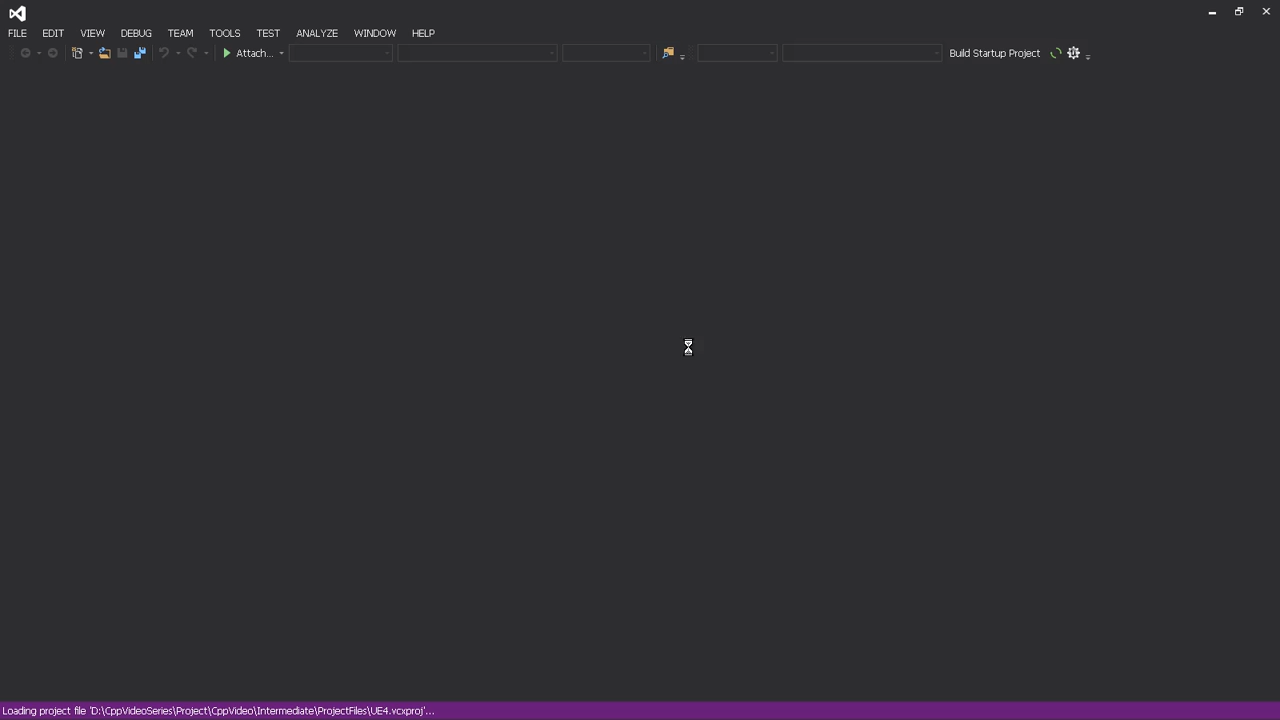 FILE EDIT VIEW DEBUG TEAM TOOLS TEST ANALYZE WINDOW HELP
Attach... Build Startup Project
Loading project file 'D:\CppVideoSeries\Project\CppVideo\Intermediate\ProjectFiles\UE4.vcxproj'...